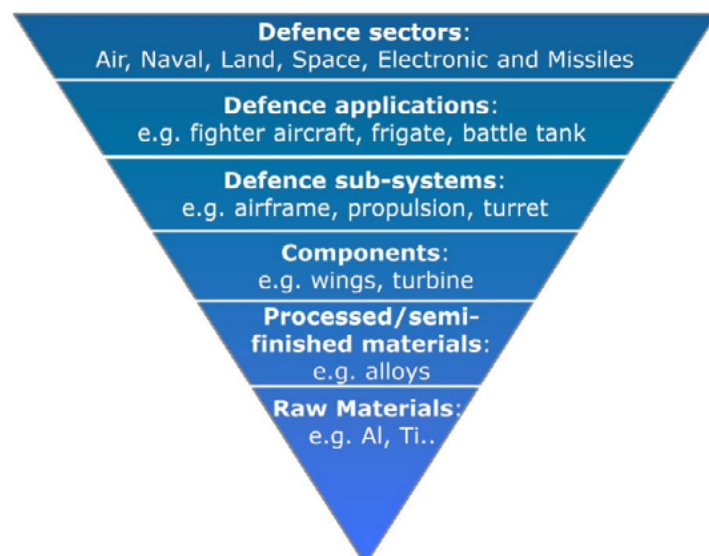 Defence sectors:
Air, Naval, Land, Space, Electronic and Missiles
Defence applications:
e.g. fighter aircraft, frigate, battle tank
Defence sub-systems:
e.g. airframe, propulsion, turret
Components:
e.g. wings, turbine
Processed/semi-
finished materials:
e.g. alloys
Raw Materials:
e.g. Al, Ti..